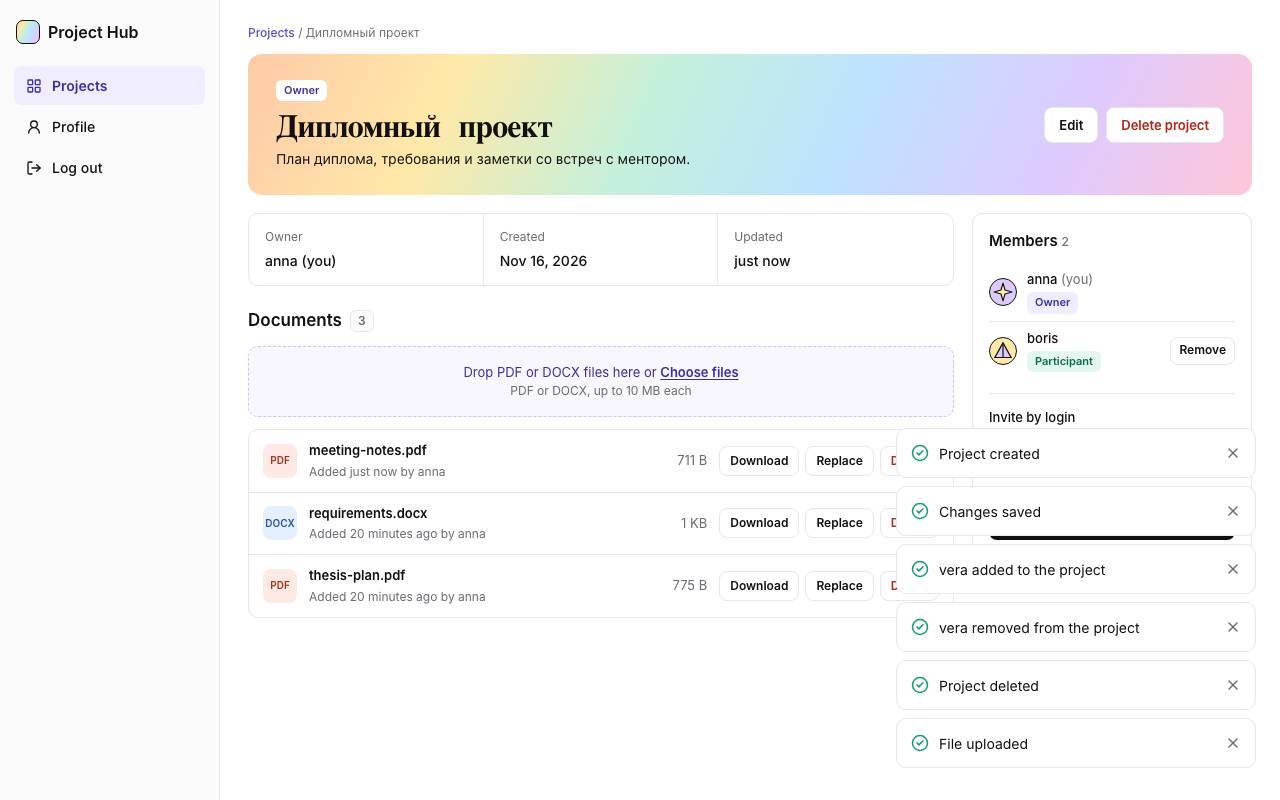 Project Hub
Projects
Profile
Log out
Projects / Дипломный проект
Owner
Дипломный проект
План диплома, требования и заметки со встреч с ментором.
Edit
Delete project
Owner
anna (you)
Created
Nov 16, 2026
Updated
just now
Documents 3
Drop PDF or DOCX files here or Choose files
PDF or DOCX, up to 10 MB each
PDF
meeting-notes.pdf
Added just now by anna
711 B
Download
Replace
DOCX
requirements.docx
Added 20 minutes ago by anna
1 KB
Download
Replace
PDF
thesis-plan.pdf
Added 20 minutes ago by anna
775 B
Download
Replace
Members 2
anna (you)
Owner
boris
Participant
Remove
Invite by login
Project created
Changes saved
vera added to the project
vera removed from the project
Project deleted
File uploaded